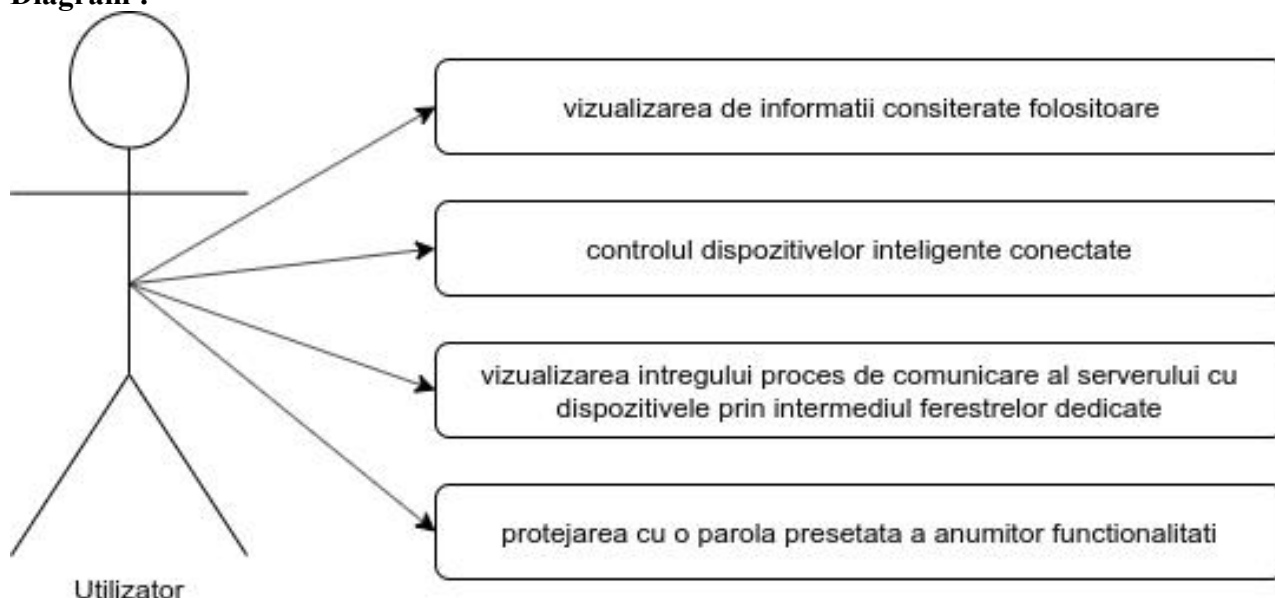 Diagram :
vizualizarea de informatii consiterate folositoare
controlul dispozitivelor inteligente conectate
vizualizarea intregului proces de comunicare al serverului cu
dispozitivele prin intermediul ferestrelor dedicate
protejarea cu o parola presetata a anumitor functionalitati
Utilizator